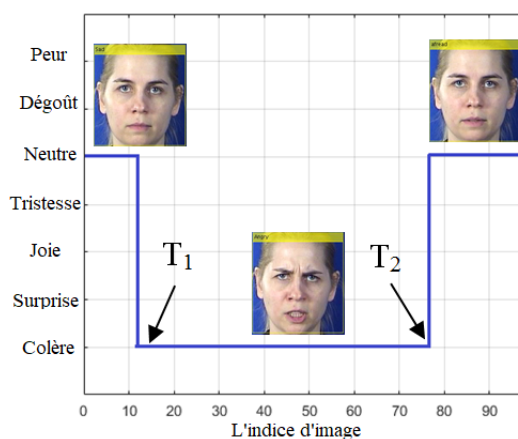 Peur
Dégoût
Neutre
Tristesse
Joie
Surprise
Colère
T1
T2
Angry
0 10 20 30 40 50 60 70 80 90
L'indice d'image